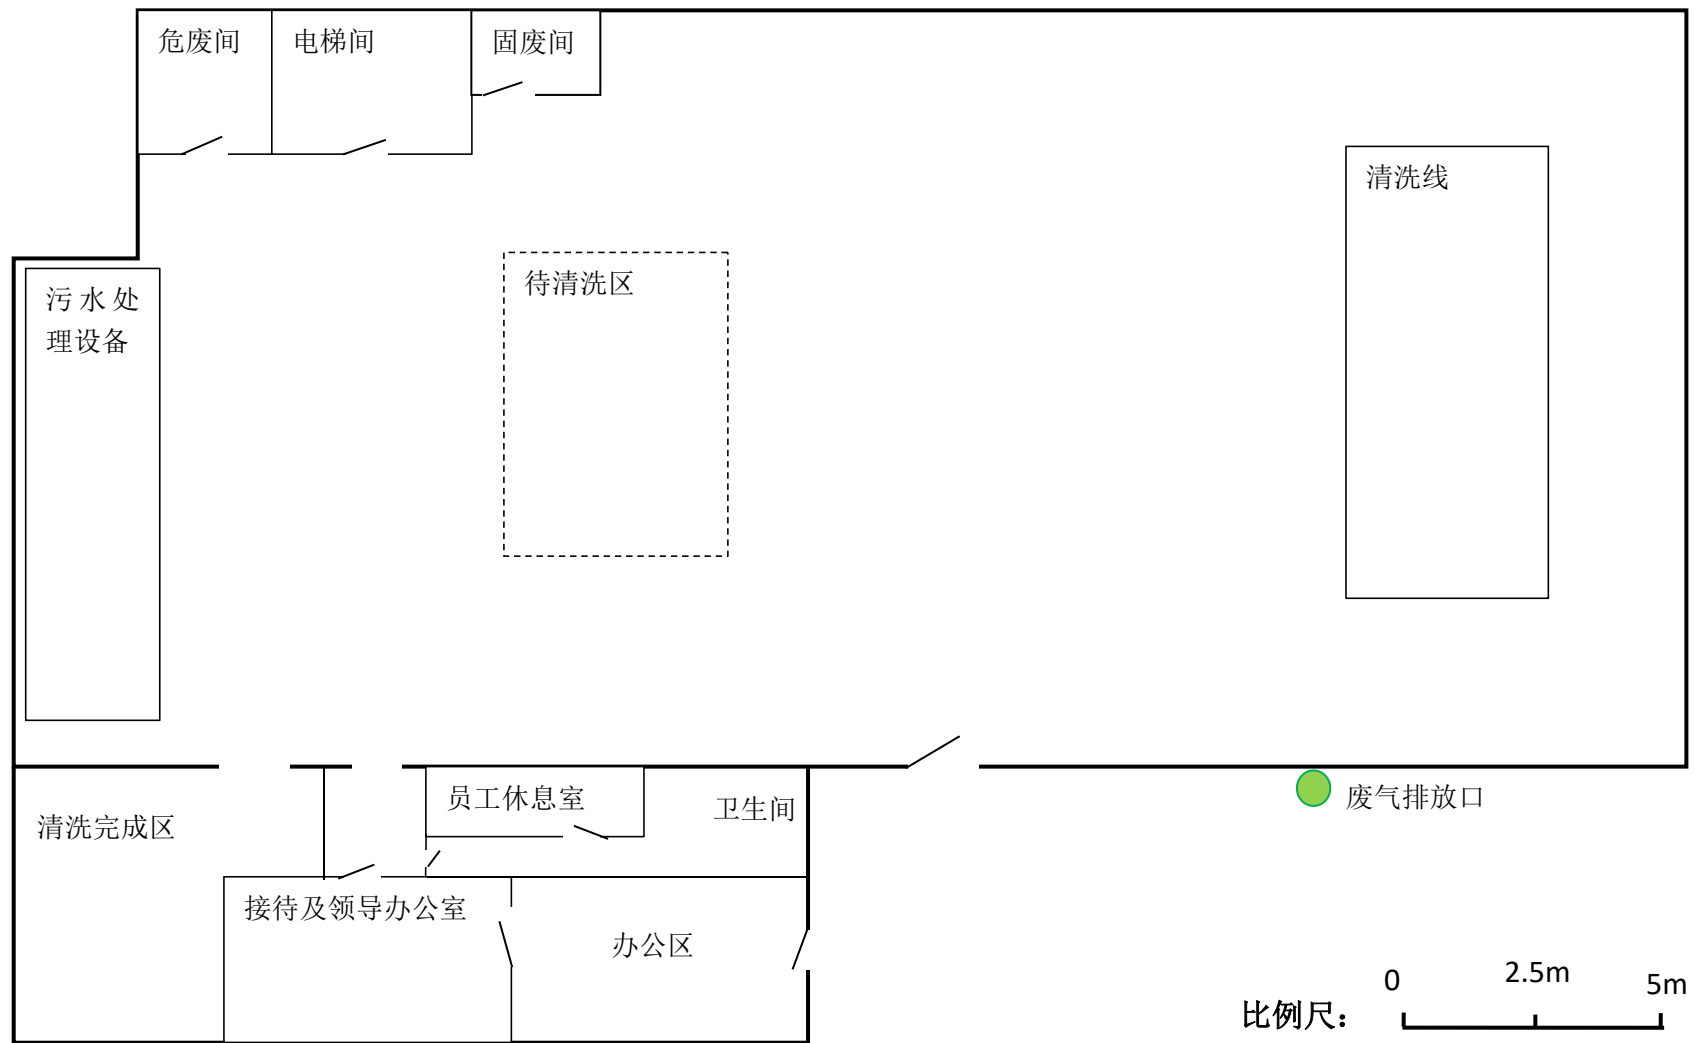 危废间
电梯间
固废间
清洗线
待清洗区
污水处
理设备
员工休息室
卫生间
废气排放口
清洗完成区
接待及领导办公室
办公区
比例尺：
0
2.5m
5m